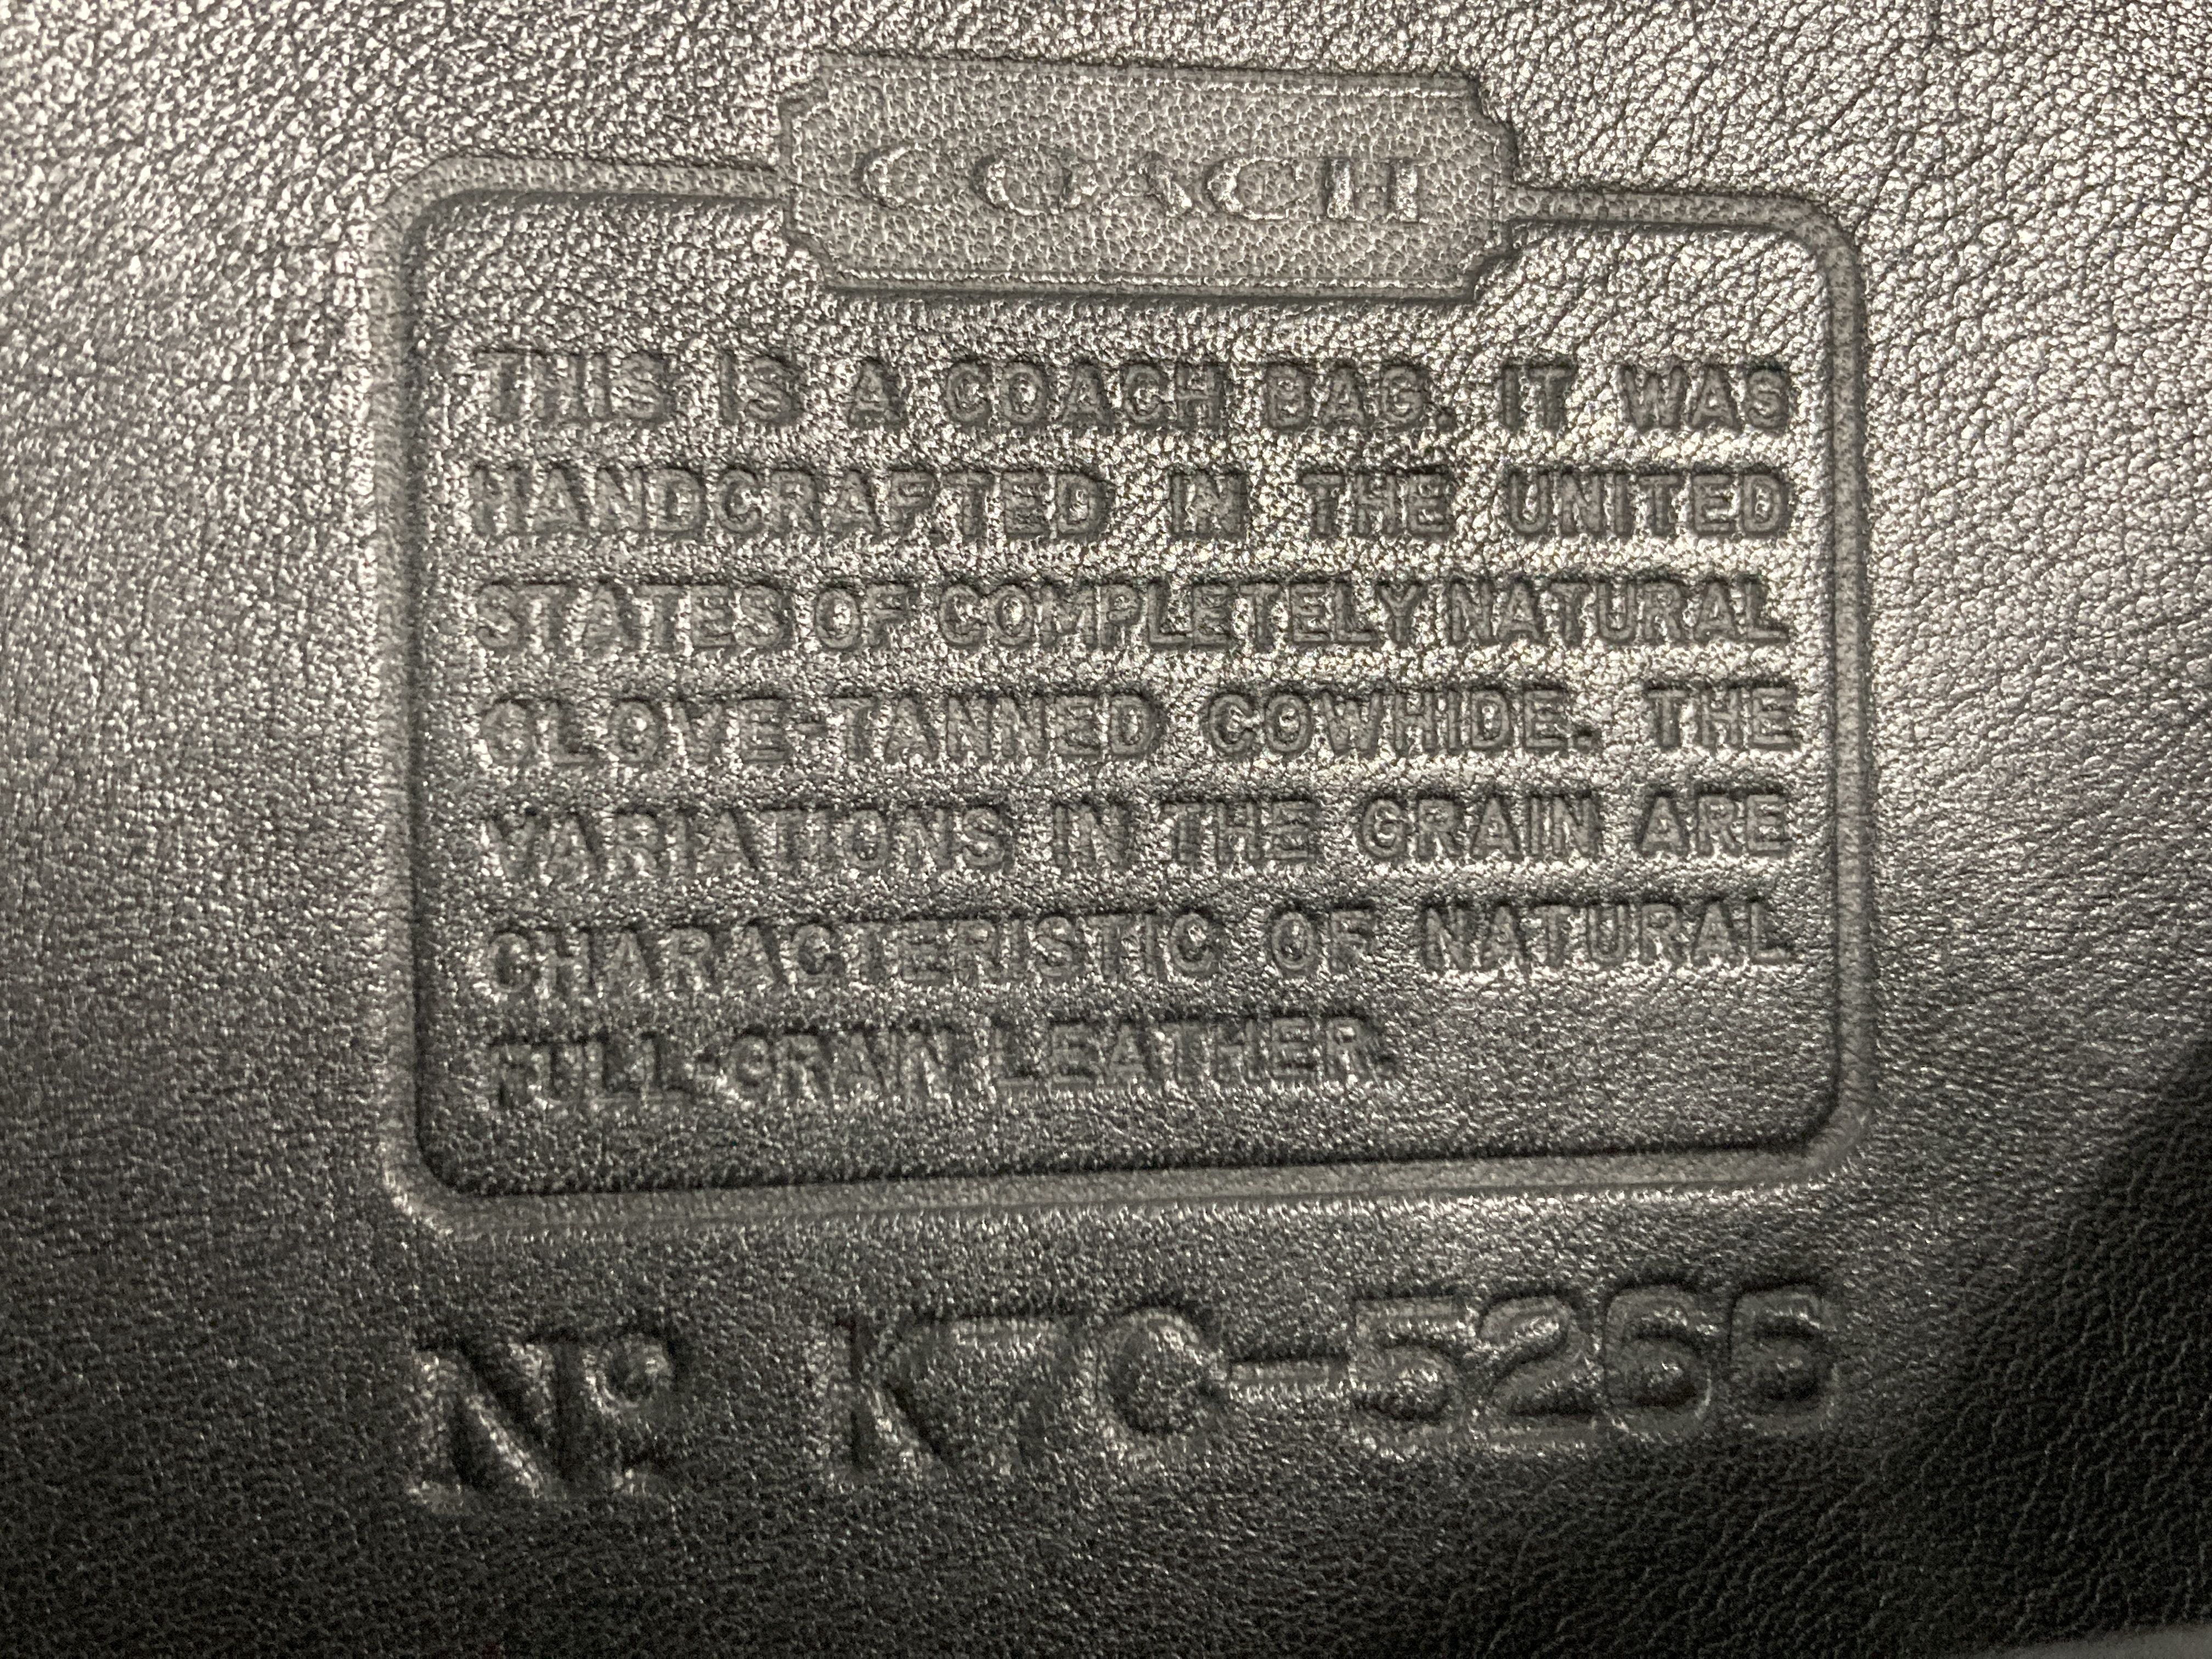 COACH
THIS IS A COACH BAG. IT WAS
HANDCRAFTED IN THE UNITED
STATES OF COMPLETELY NATURAL
GLOVE-TANNED COWHIDE. THE
VARIATIONS IN THE GRAIN ARE
CHARACTERISTIC OF NATURAL
FULL-GRAIN LEATHER.
Nº K7C-5266